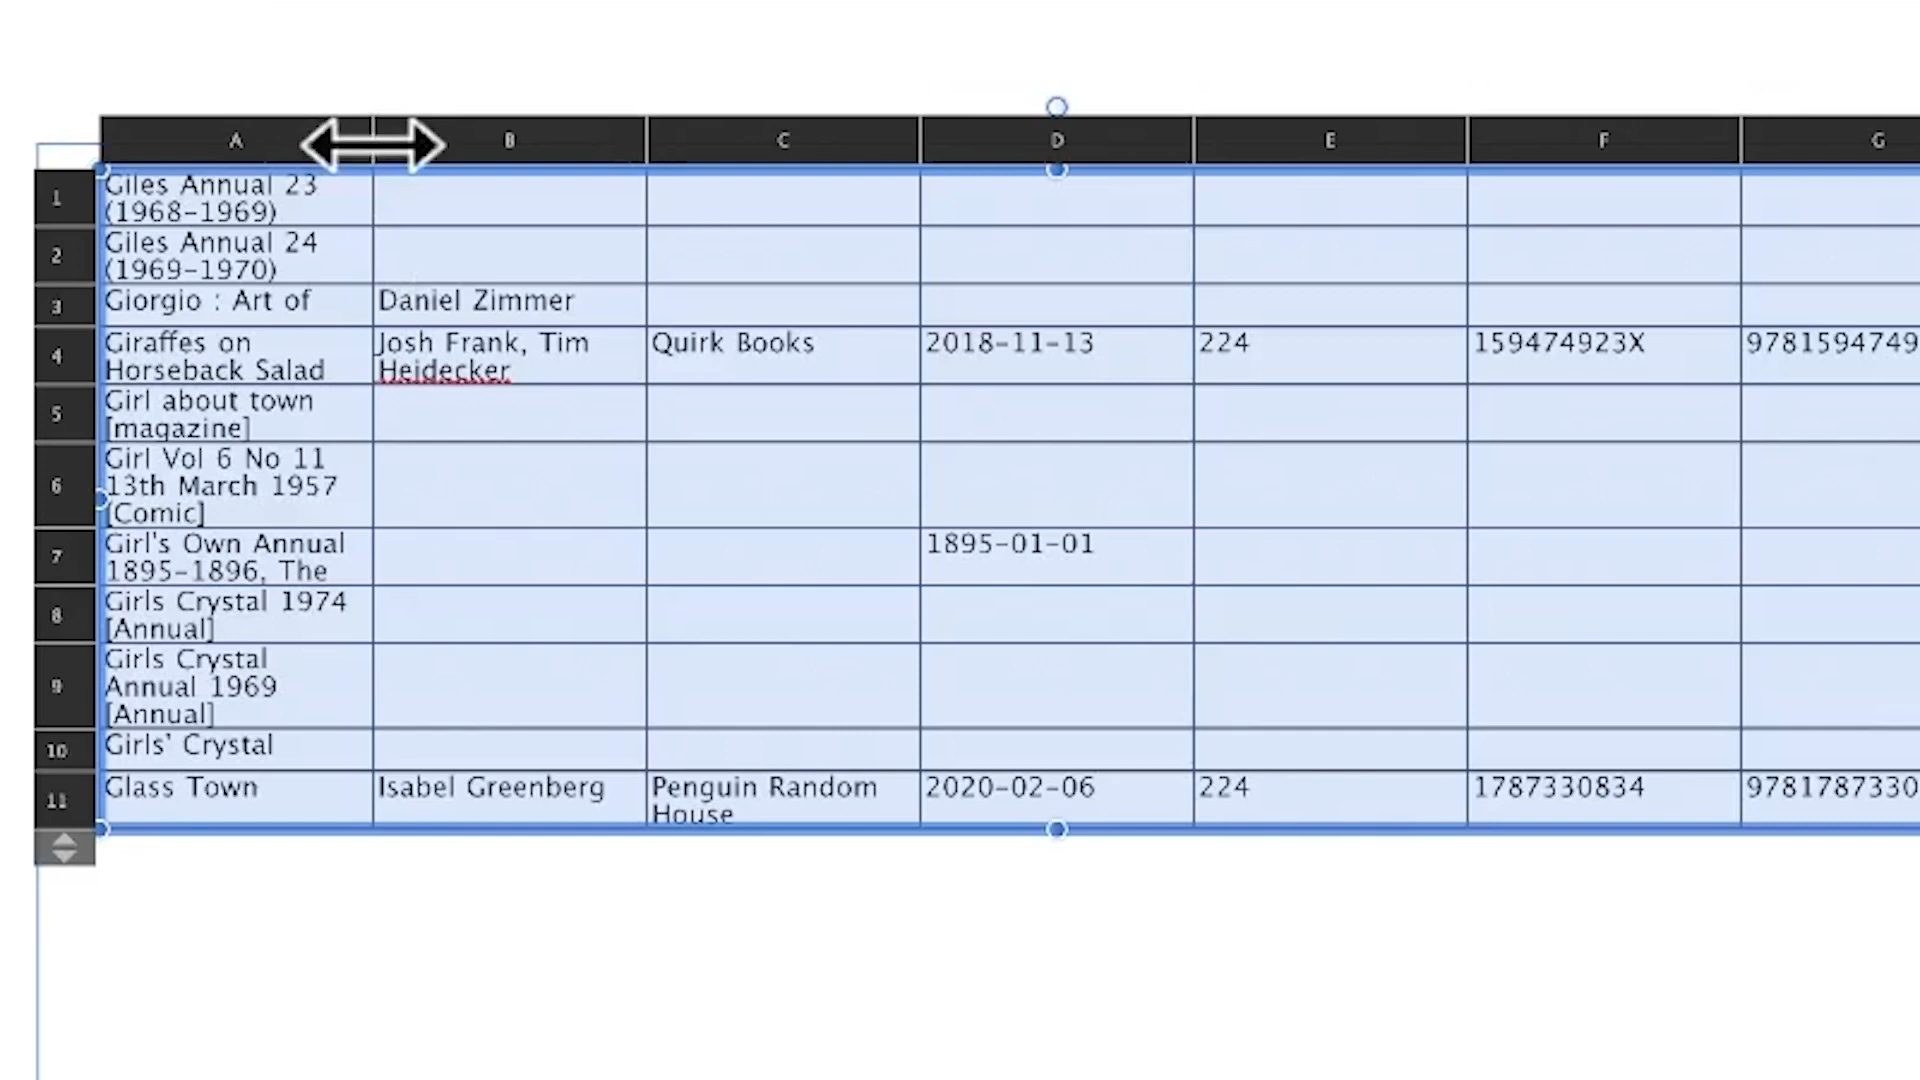 A B C D E F G
1 Giles Annual 23
(1968-1969)
2 Giles Annual 24
(1969-1970)
3 Giorgio : Art of Daniel Zimmer
4 Giraffes on Josh Frank, Tim Quirk Books 2018-11-13 224 159474923X 9781594749
Horseback Salad Heidecker
5 Girl about town
[magazine]
6 Girl Vol 6 No 11
13th March 1957
[Comic]
7 Girl's Own Annual 1895-01-01
1895-1896, The
8 Girls Crystal 1974
[Annual]
9 Girls Crystal
Annual 1969
[Annual]
10 Girls’ Crystal
11 Glass Town Isabel Greenberg Penguin Random 2020-02-06 224 1787330834 9781787330
House